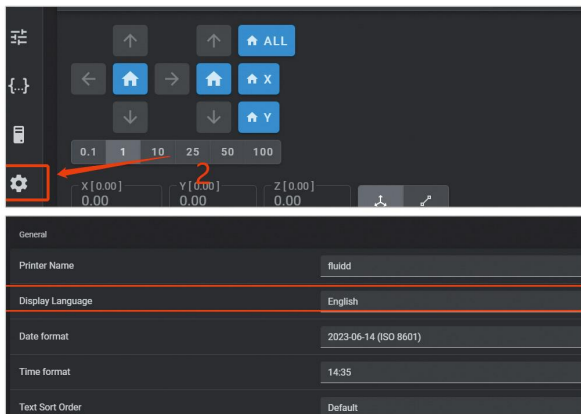 ALL
{...}
X
Y
0.1 1 10 25 50 100
2
X [ 0.00 ] Y [ 0.00 ] Z [ 0.00 ]
0.00 0.00 0.00
General
Printer Name fluidd
Display Language English
Date format 2023-06-14 (ISO 8601)
Time format 14:35
Text Sort Order Default